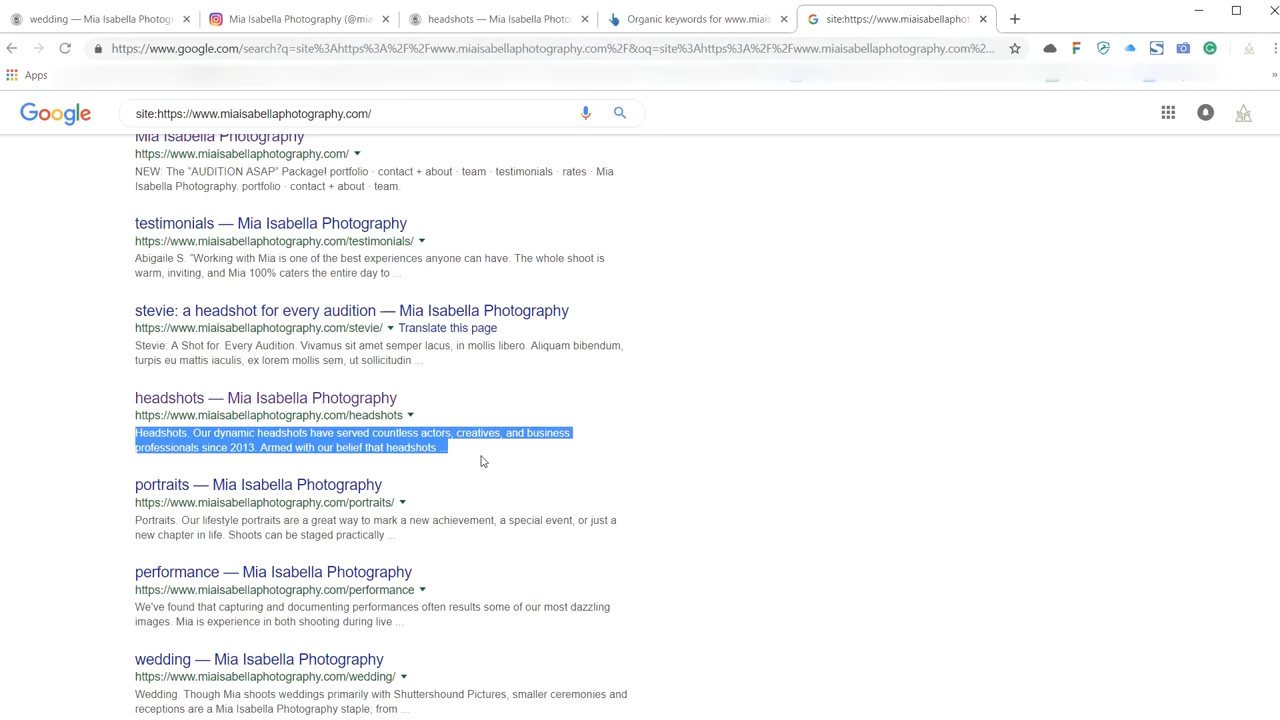 wedding — Mia Isabella Photogr
Mia Isabella Photography (@mia
headshots — Mia Isabella Photo
Organic keywords for www.miais
site:https://www.miaisabellaphot
https://www.google.com/search?q=site%3Ahttps%3A%2F%2Fwww.miaisabellaphotography.com%2F&oq=site%3Ahttps%3A%2F%2Fwww.miaisabellaphotography.com%2...
Apps
Google
site:https://www.miaisabellaphotography.com/
Mia Isabella Photography
https://www.miaisabellaphotography.com/
NEW: The "AUDITION ASAP" Package! portfolio · contact + about · team · testimonials · rates · Mia
Isabella Photography. portfolio · contact + about · team.
testimonials — Mia Isabella Photography
https://www.miaisabellaphotography.com/testimonials/
Abigaile S. “Working with Mia is one of the best experiences anyone can have. The whole shoot is
warm, inviting, and Mia 100% caters the entire day to ...
stevie: a headshot for every audition — Mia Isabella Photography
https://www.miaisabellaphotography.com/stevie/ Translate this page
Stevie: A Shot for. Every Audition. Vivamus sit amet semper lacus, in mollis libero. Aliquam bibendum,
turpis eu mattis iaculis, ex lorem mollis sem, ut sollicitudin ...
headshots — Mia Isabella Photography
https://www.miaisabellaphotography.com/headshots
Headshots. Our dynamic headshots have served countless actors, creatives, and business
professionals since 2013. Armed with our belief that headshots ...
portraits — Mia Isabella Photography
https://www.miaisabellaphotography.com/portraits/
Portraits. Our lifestyle portraits are a great way to mark a new achievement, a special event, or just a
new chapter in life. Shoots can be staged practically ...
performance — Mia Isabella Photography
https://www.miaisabellaphotography.com/performance
We've found that capturing and documenting performances often results some of our most dazzling
images. Mia is experience in both shooting during live ...
wedding — Mia Isabella Photography
https://www.miaisabellaphotography.com/wedding/
Wedding. Though Mia shoots weddings primarily with Shuttershound Pictures, smaller ceremonies and
receptions are a Mia Isabella Photography staple; from ...